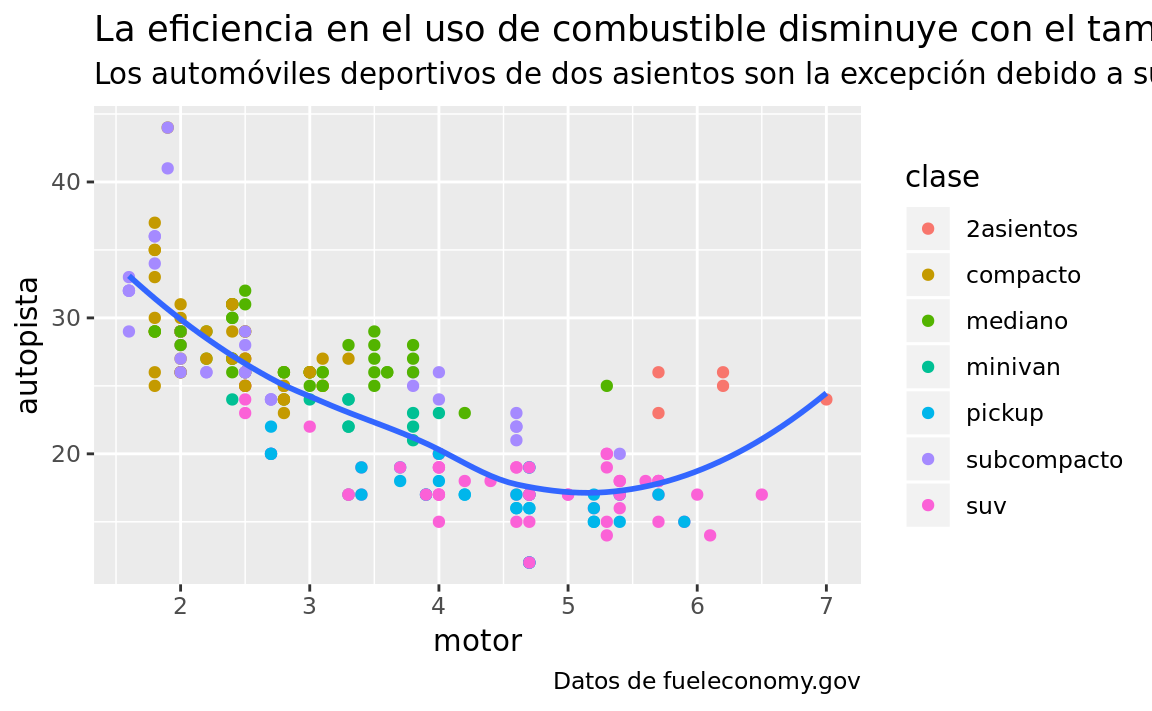 La eficiencia en el uso de combustible disminuye con el tam
Los automóviles deportivos de dos asientos son la excepción debido a su
autopista
40
30
20
2 3 4 5 6 7
motor
clase
2asientos
compacto
mediano
minivan
pickup
subcompacto
suv
Datos de fueleconomy.gov